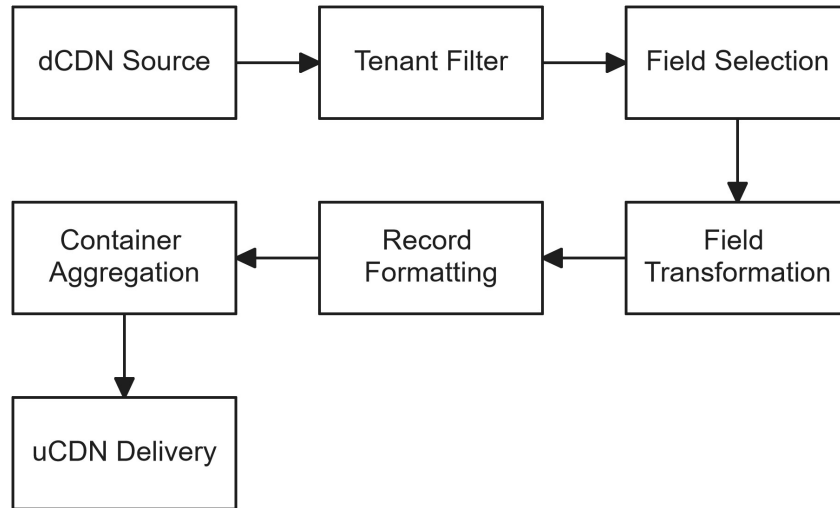 dCDN Source
Tenant Filter
Field Selection
Field
Transformation
Record
Formatting
Container
Aggregation
uCDN Delivery